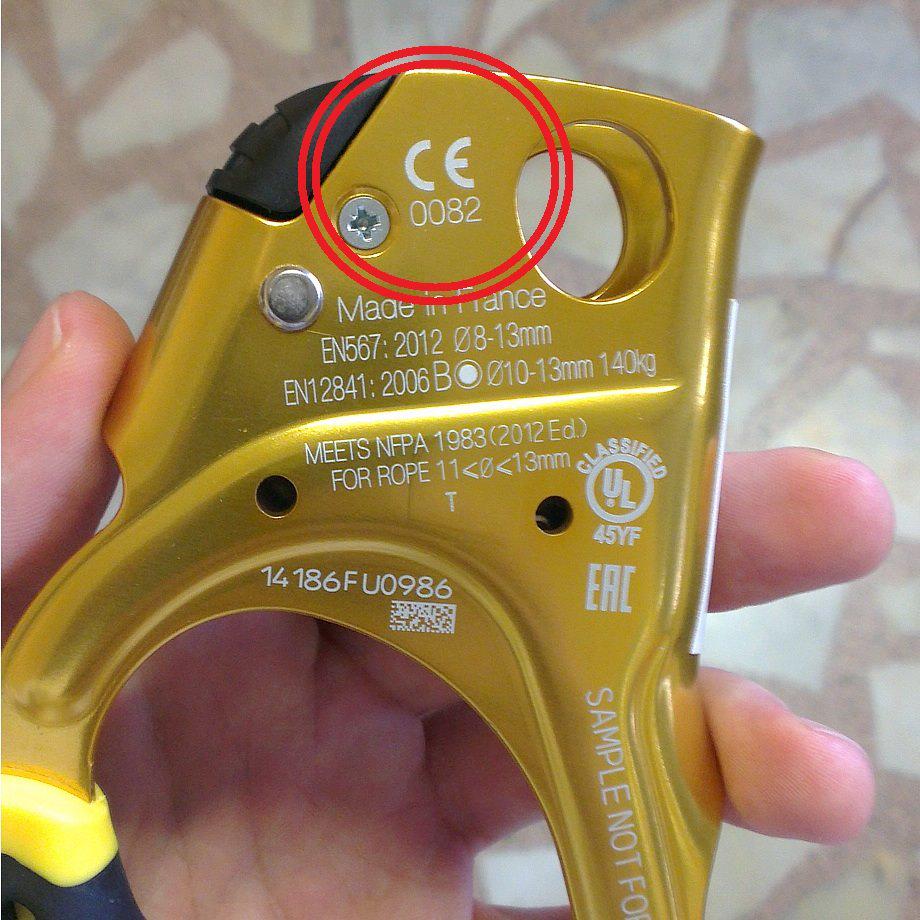 CE
0082
Made in France
EN567: 2012 Ø8-13mm
EN12841: 2006 B Ø10-13mm 140kg
MEETS NFPA 1983(2012 Ed.)
FOR ROPE 11<Ø<13mm
T
CLASSIFIED
UL
45YF
EAC
14186FU0986
SAMPLE NOT FO